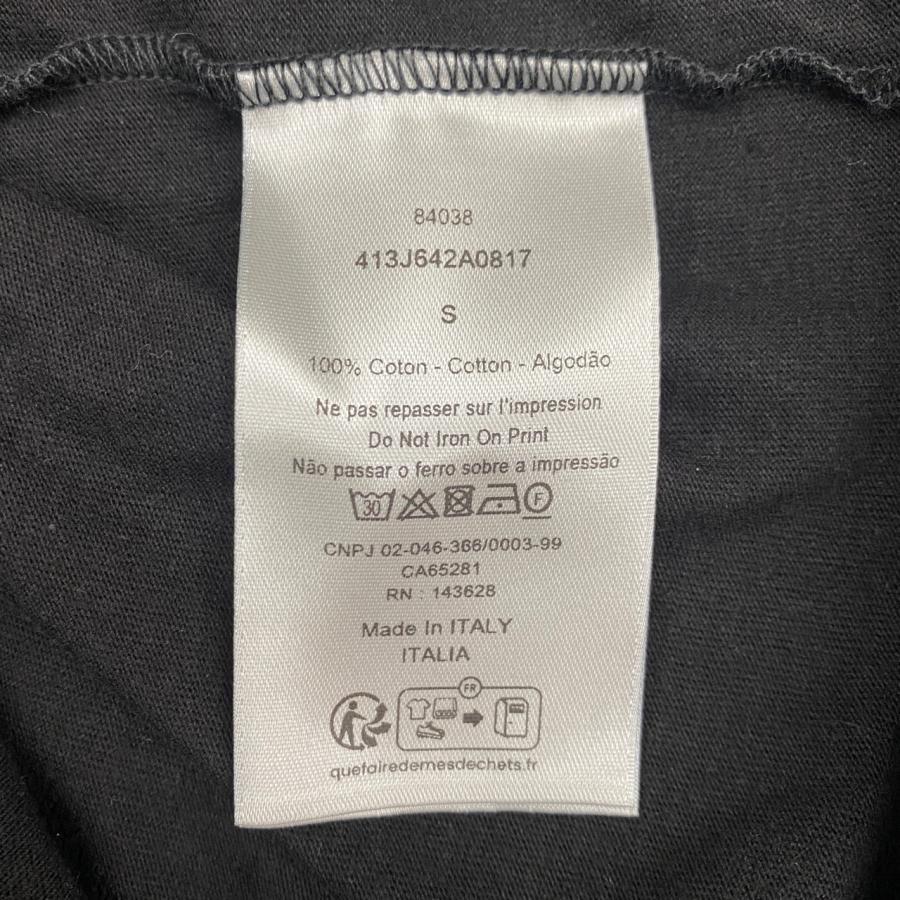 84038
413J642A0817
S
100% Coton - Cotton - Algodão
Ne pas repasser sur l'impression
Do Not Iron On Print
Não passar o ferro sobre a impressão
30 F
CNPJ 02-046-366/0003-99
CA65281
RN : 143628
Made In ITALY
ITALIA
FR
quefairedemesdechets.fr